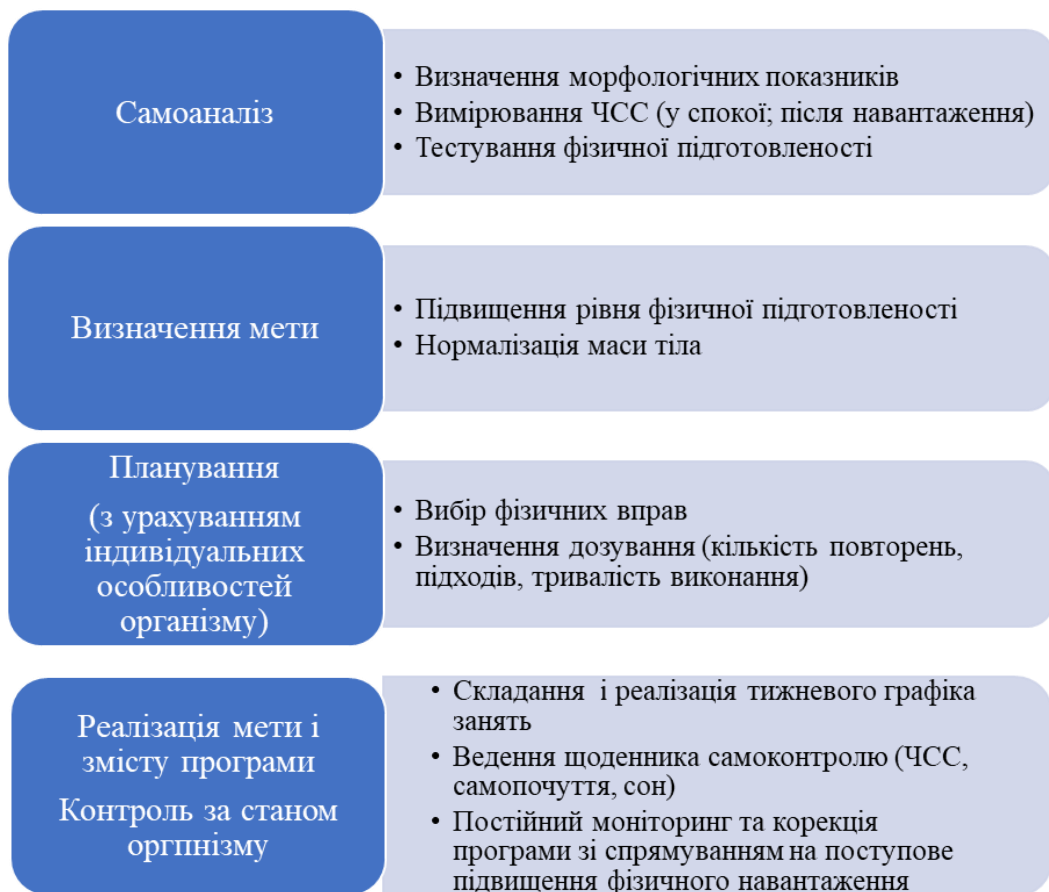 Самоаналіз
• Визначення морфологічних показників
• Вимірювання ЧСС (у спокої; після навантаження)
• Тестування фізичної підготовленості
Визначення мети
• Підвищення рівня фізичної підготовленості
• Нормалізація маси тіла
Планування
(з урахуванням
індивідуальних
особливостей
організму)
• Вибір фізичних вправ
• Визначення дозування (кількість повторень,
підходів, тривалість виконання)
Реалізація мети і
змісту програми
Контроль за станом
оргпнізму
• Складання і реалізація тижневого графіка
занять
• Ведення щоденника самоконтролю (ЧСС,
самопочуття, сон)
• Постійний моніторинг та корекція
програми зі спрямуванням на поступове
підвищення фізичного навантаження